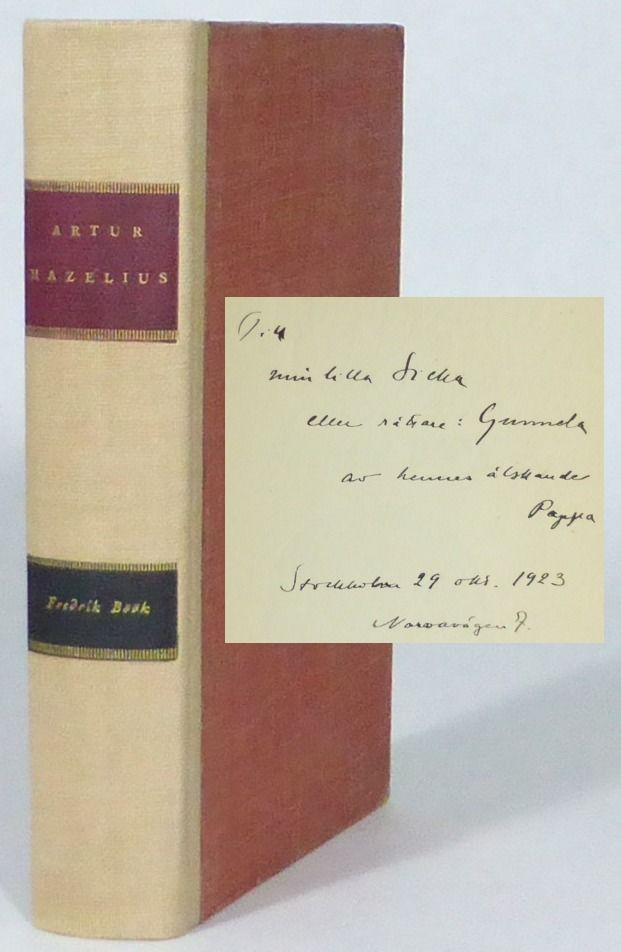 ARTUR
HAZELIUS
Fredrik Böök
Till
min lilla Sicka
eller rättare: Gunnela
av hennes älskande
Pappa
Stockholm 29 okt. 1923
Narvavägen 7.